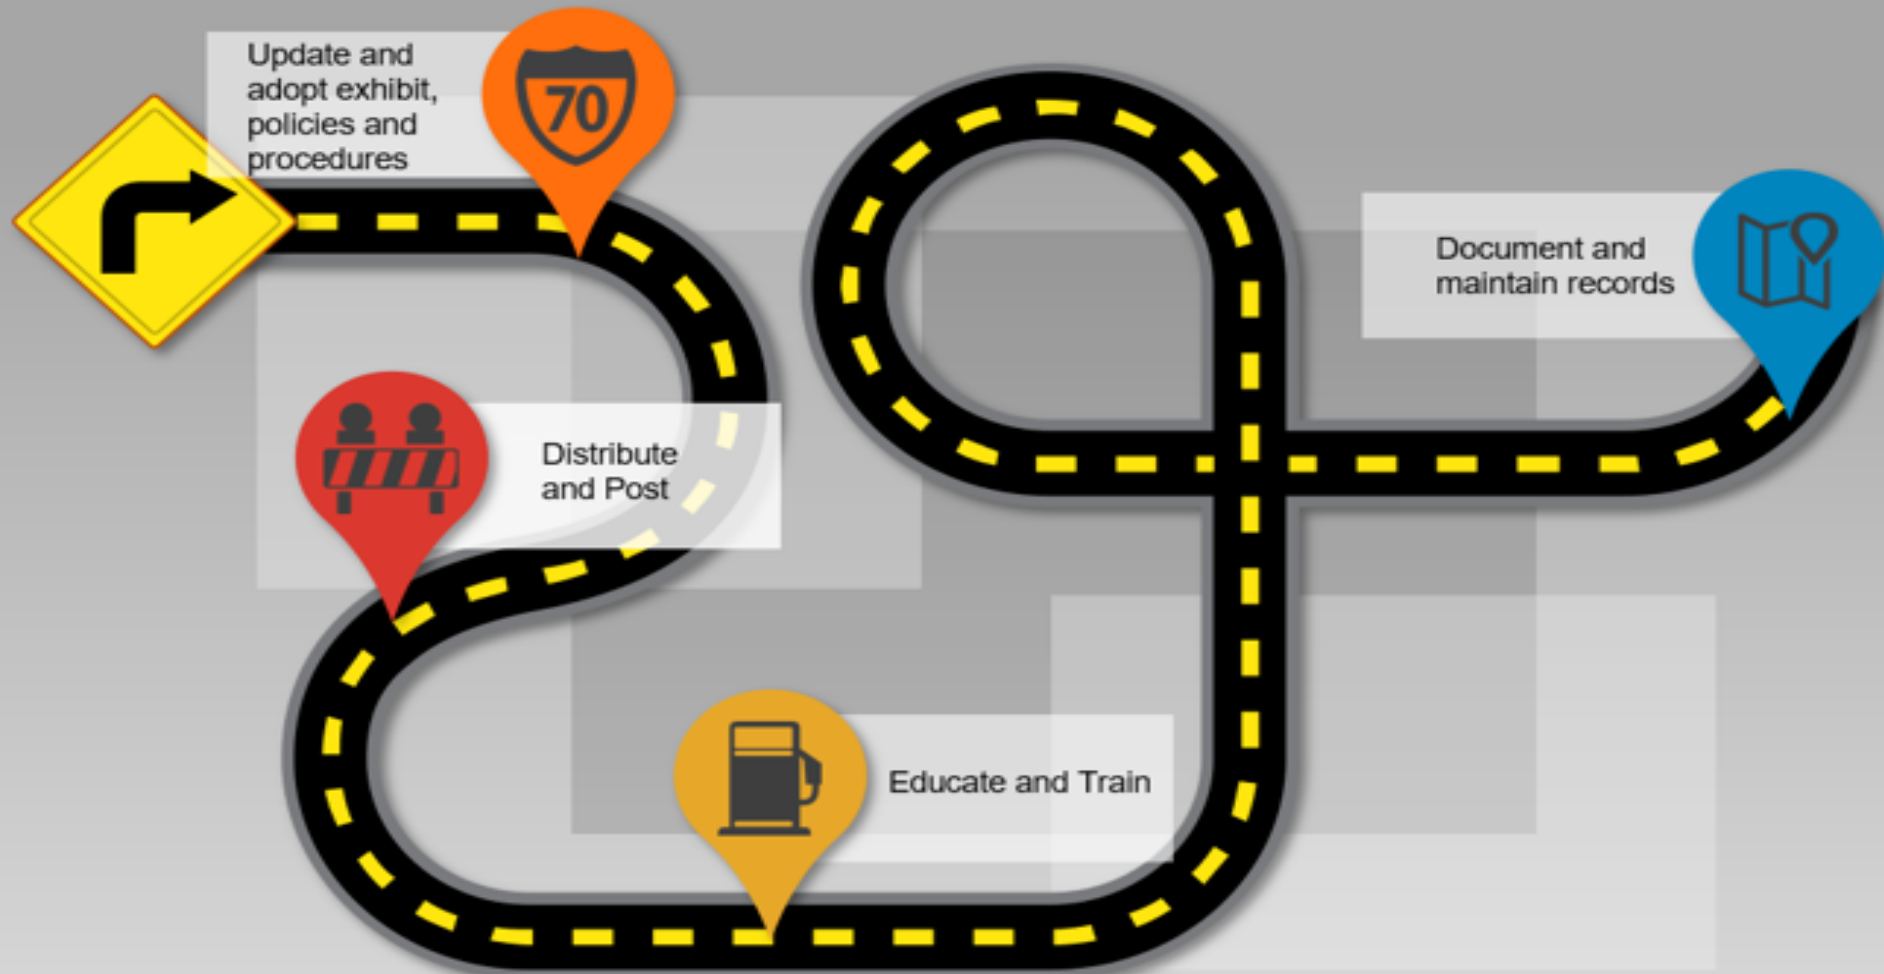 Update and
adopt exhibit,
policies and
procedures
70
Distribute
and Post
Educate and Train
Document and
maintain records